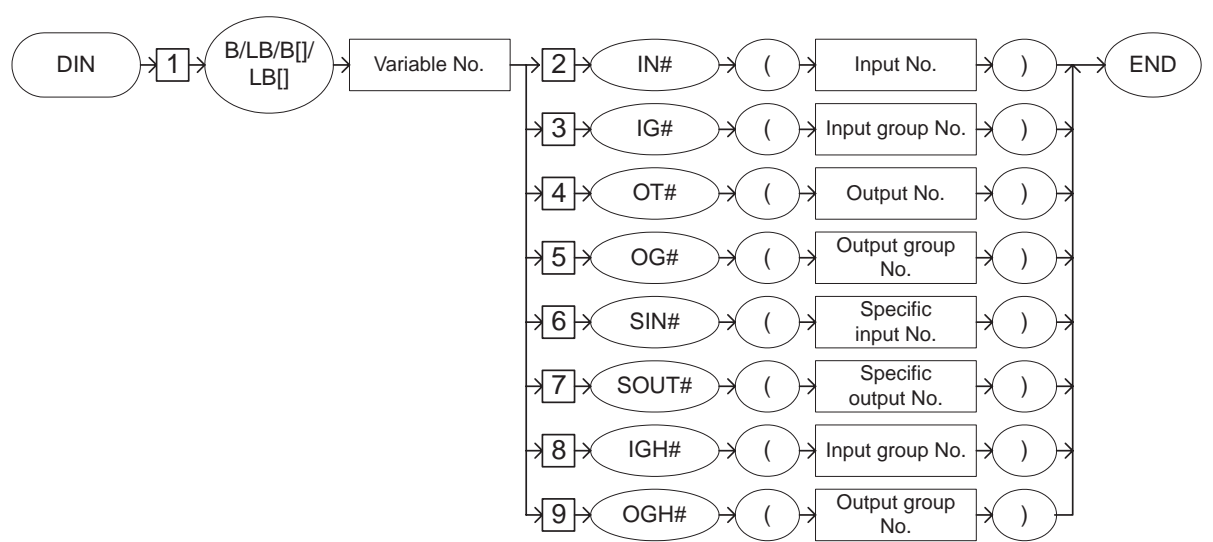 DIN 1 B/LB/B[]/ LB[] Variable No. 2 IN# ( Input No. ) END
3 IG# ( Input group No. )
4 OT# ( Output No. )
5 OG# ( Output group No. )
6 SIN# ( Specific input No. )
7 SOUT# ( Specific output No. )
8 IGH# ( Input group No. )
9 OGH# ( Output group No. )